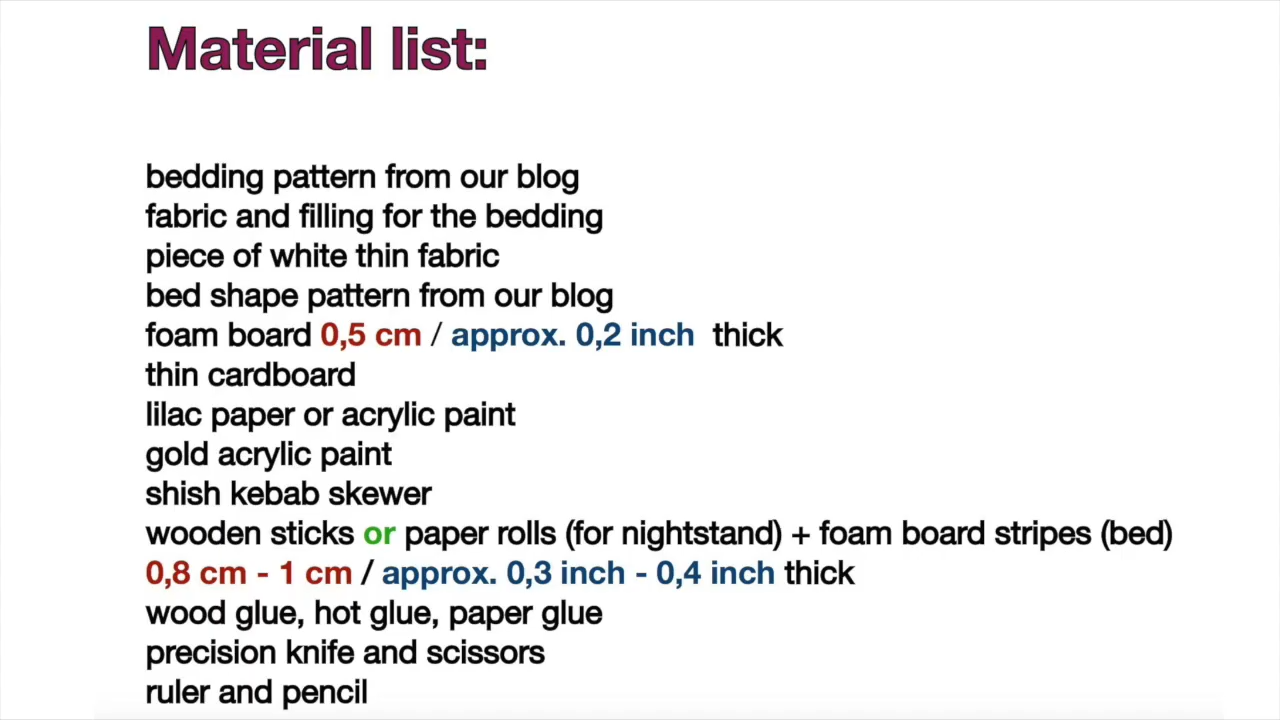 Material list:
bedding pattern from our blog
fabric and filling for the bedding
piece of white thin fabric
bed shape pattern from our blog
foam board 0,5 cm / approx. 0,2 inch thick
thin cardboard
lilac paper or acrylic paint
gold acrylic paint
shish kebab skewer
wooden sticks or paper rolls (for nightstand) + foam board stripes (bed)
0,8 cm - 1 cm / approx. 0,3 inch - 0,4 inch thick
wood glue, hot glue, paper glue
precision knife and scissors
ruler and pencil